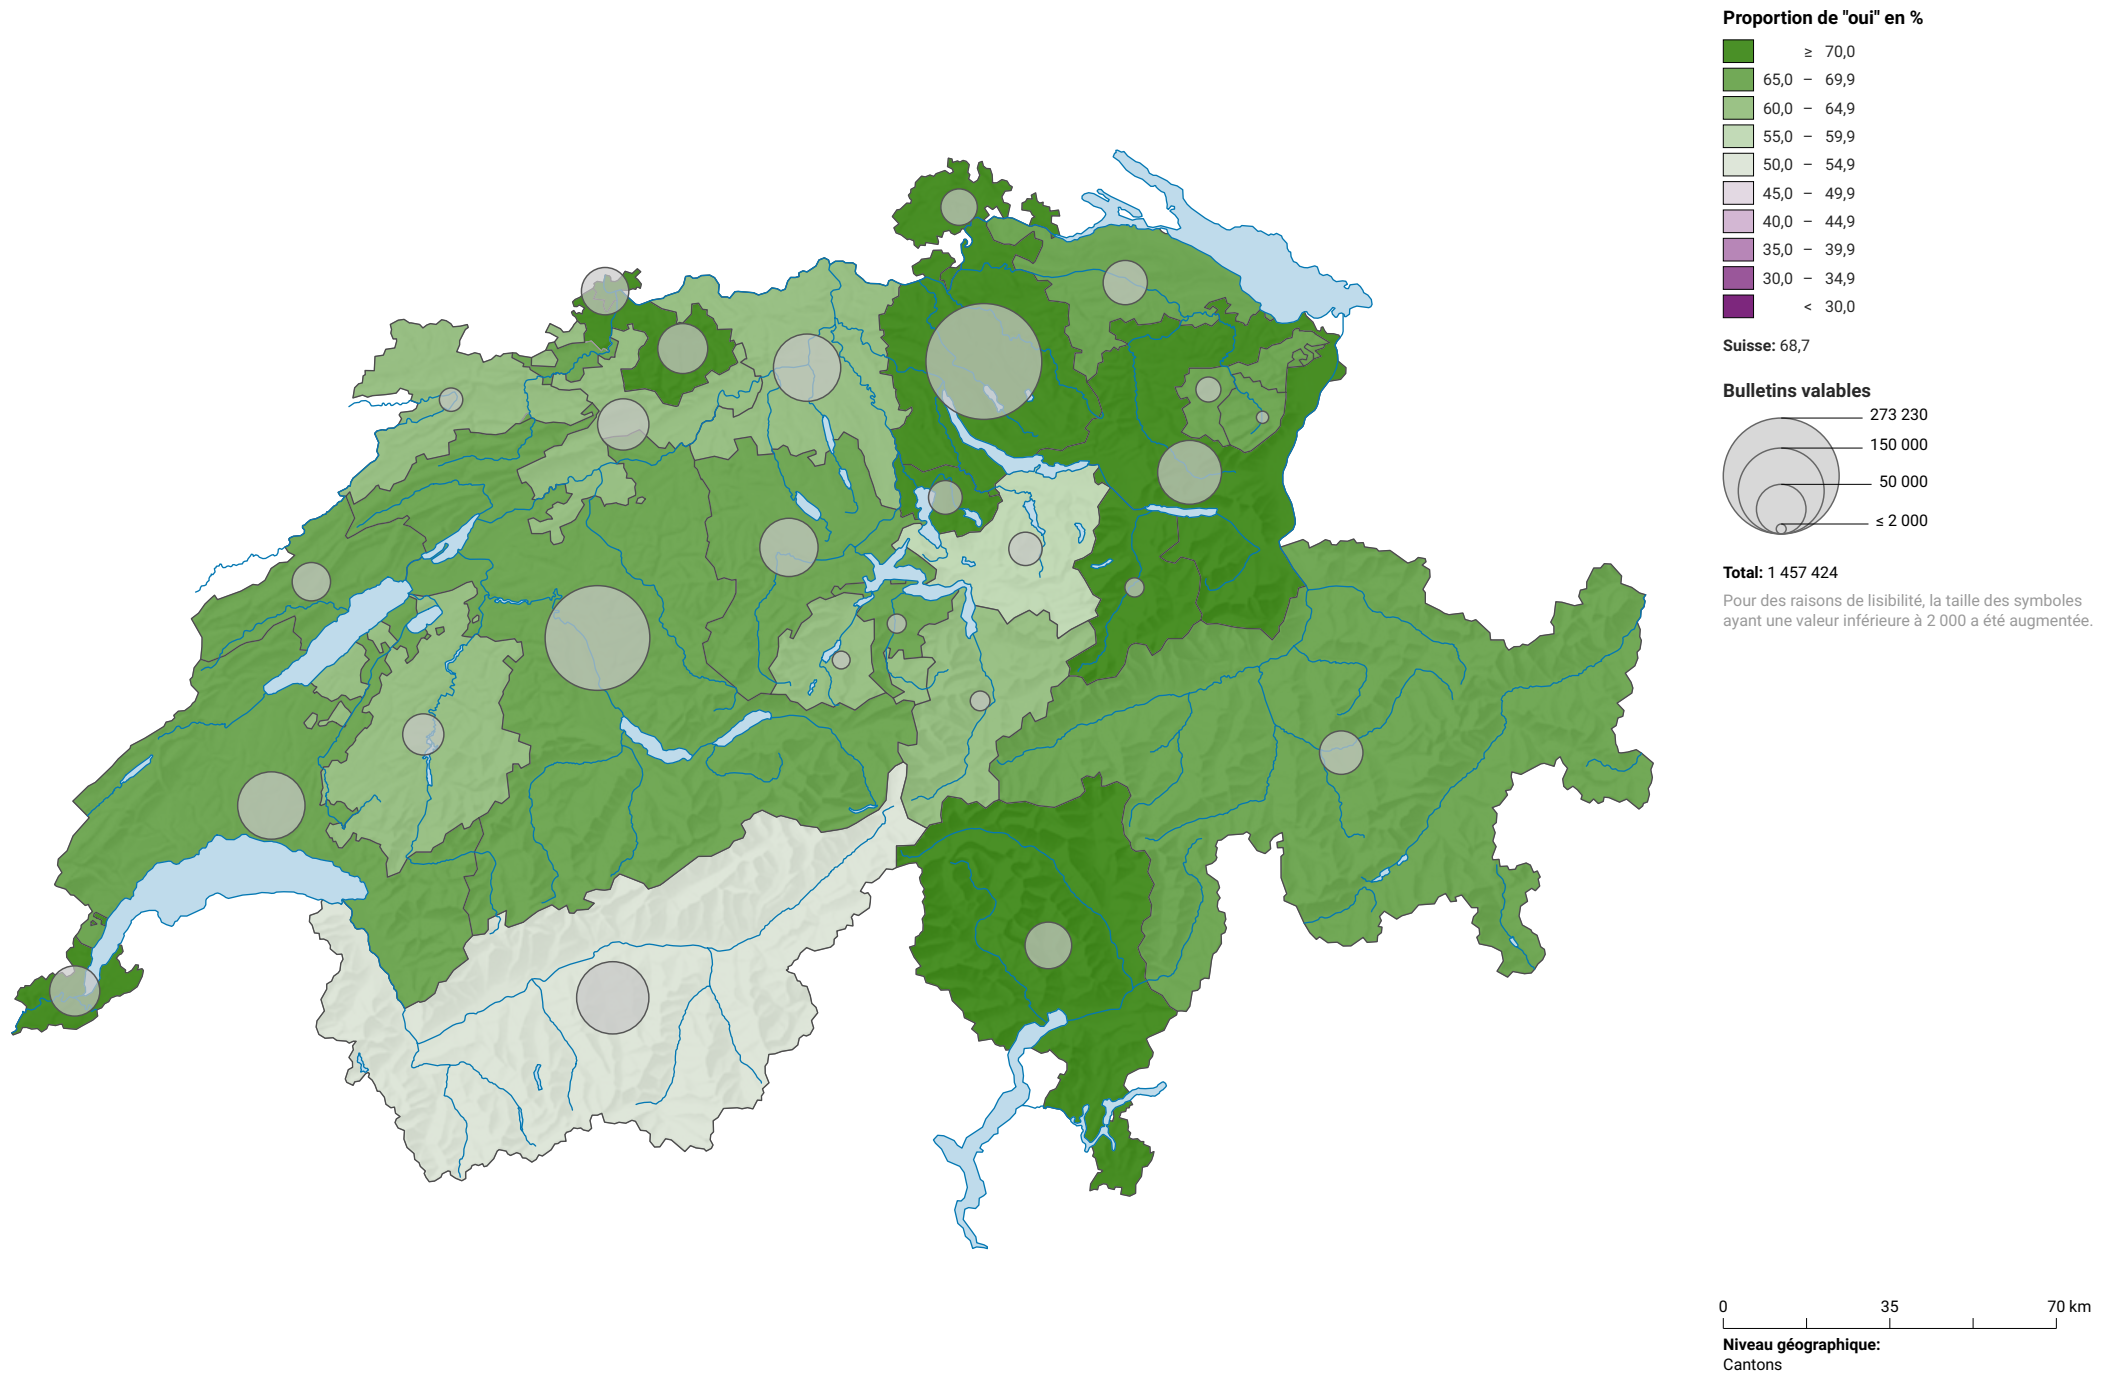 Proportion de "oui" en %
≥ 70,0
65,0 – 69,9
60,0 – 64,9
55,0 – 59,9
50,0 – 54,9
45,0 – 49,9
40,0 – 44,9
35,0 – 39,9
30,0 – 34,9
< 30,0
Suisse: 68,7
Bulletins valables
273 230
150 000
50 000
≤ 2 000
Total: 1 457 424
Pour des raisons de lisibilité, la taille des symboles
ayant une valeur inférieure à 2 000 a été augmentée.
0 35 70 km
Niveau géographique:
Cantons